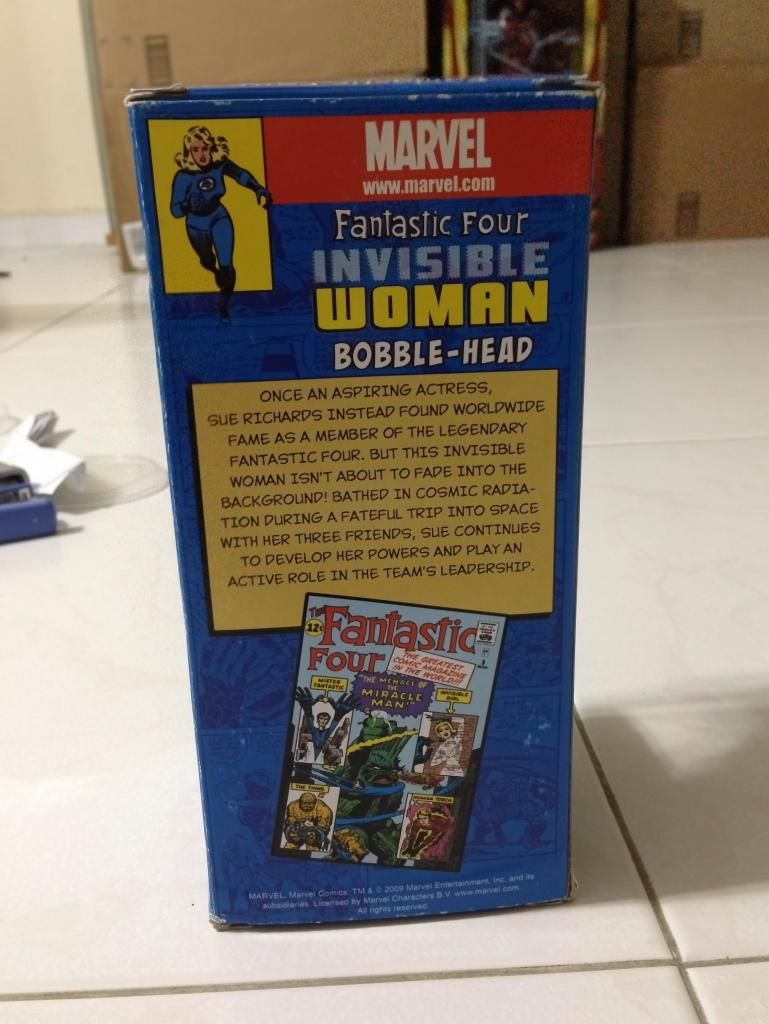 MARVEL
www.marvel.com
Fantastic Four
INVISIBLE
WOMAN
BOBBLE-HEAD
ONCE AN ASPIRING ACTRESS,
SUE RICHARDS INSTEAD FOUND WORLDWIDE
FAME AS A MEMBER OF THE LEGENDARY
FANTASTIC FOUR. BUT THIS INVISIBLE
WOMAN ISN'T ABOUT TO FADE INTO THE
BACKGROUND! BATHED IN COSMIC RADIA-
TION DURING A FATEFUL TRIP INTO SPACE
WITH HER THREE FRIENDS, SUE CONTINUES
TO DEVELOP HER POWERS AND PLAY AN
ACTIVE ROLE IN THE TEAM'S LEADERSHIP.
The
12¢
Fantastic
Four
THE GREATEST
COMIC MAGAZINE
IN THE WORLD!!
"THE MENACE OF THE
MIRACLE
MAN!"
MISTER
FANTASTIC
INVISIBLE
GIRL
THE THING
HUMAN TORCH
MARVEL, Marvel Comics: TM & © 2009 Marvel Entertainment, Inc. and its
subsidiaries. Licensed by Marvel Characters B.V. www.marvel.com.
All rights reserved.